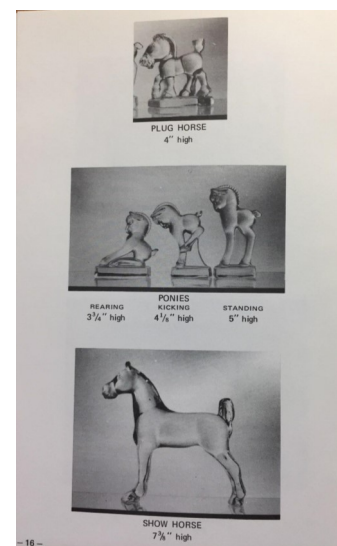 PLUG HORSE
4" high
PONIES
REARING KICKING STANDING
3¾" high 4⅛" high 5" high
SHOW HORSE
7⅜" high
– 16 –